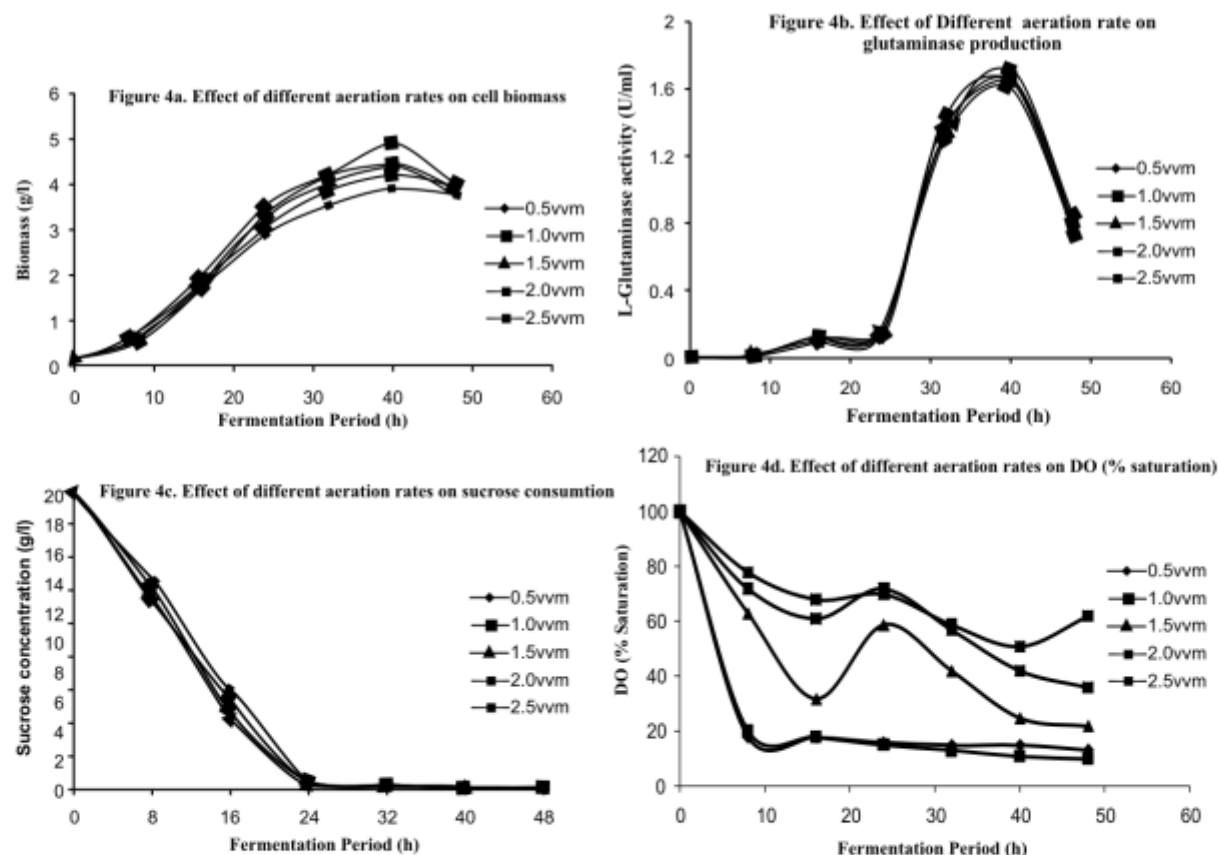 Figure 4a. Effect of different aeration rates on cell biomass
Biomass (g/l)
6
5
4
3
2
1
0
0 10 20 30 40 50 60
Fermentation Period (h)
0.5vvm
1.0vvm
1.5vvm
2.0vvm
2.5vvm
Figure 4b. Effect of Different aeration rate on
glutaminase production
L-Glutaminase activity (U/ml)
2
1.6
1.2
0.8
0.4
0
0 10 20 30 40 50 60
Fermentation Period (h)
0.5vvm
1.0vvm
1.5vvm
2.0vvm
2.5vvm
Figure 4c. Effect of different aeration rates on sucrose consumtion
Sucrose concentration (g/l)
20
18
16
14
12
10
8
6
4
2
0
0 8 16 24 32 40 48
Fermentation Period (h)
0.5vvm
1.0vvm
1.5vvm
2.0vvm
2.5vvm
Figure 4d. Effect of different aeration rates on DO (% saturation)
DO (% Saturation)
120
100
80
60
40
20
0
0 10 20 30 40 50 60
Fermentation Period (h)
0.5vvm
1.0vvm
1.5vvm
2.0vvm
2.5vvm